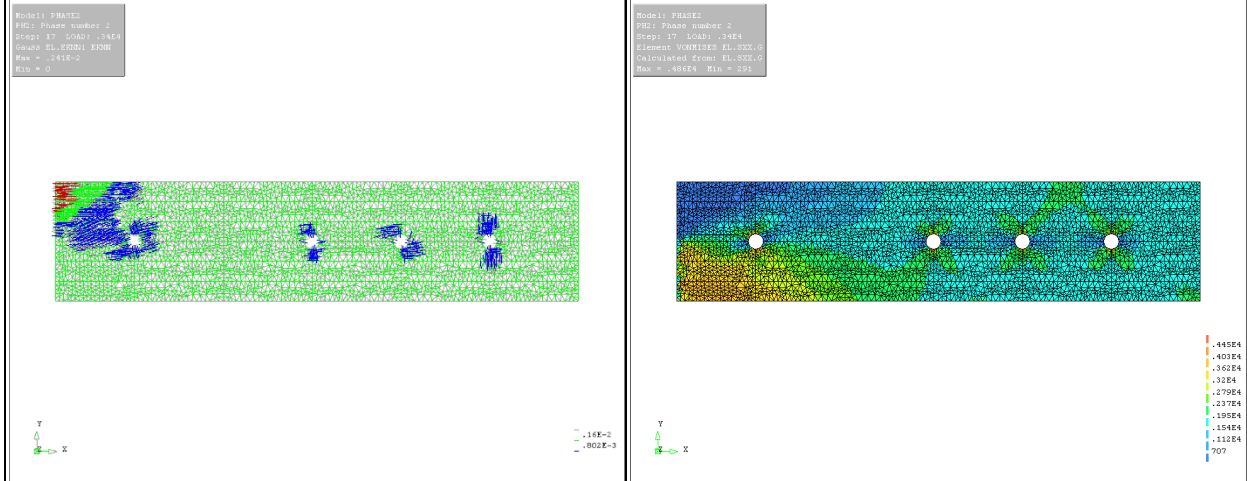 Model: PHASE2
PH2: Phase number 2
Step: 17 LOAD: .34E4
Gauss EL.EKNN1 EKNN
Max = .241E-2
Min = 0
Y
Z X
.16E-2
.802E-3
Model: PHASE2
PH2: Phase number 2
Step: 17 LOAD: .34E4
Element VONMISES EL.SXX.G
Calculated from: EL.SXX.G
Max = .486E4 Min = 291
.445E4
.403E4
.362E4
.32E4
.279E4
.237E4
.195E4
.154E4
.112E4
707
Y
Z X